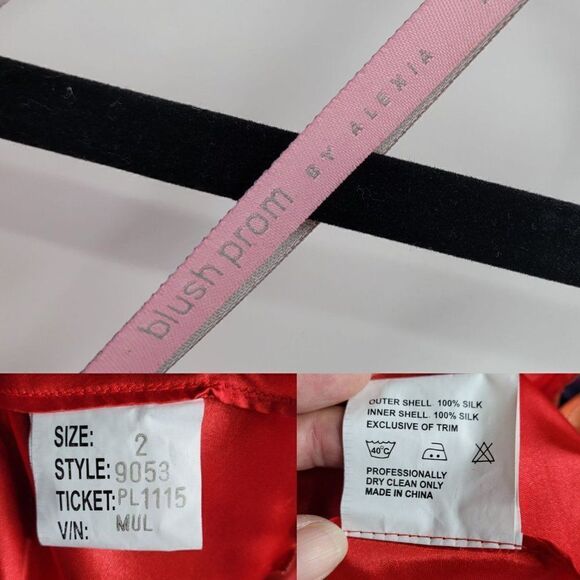 blush prom BY ALEXIA
SIZE: 2
STYLE: 9053
TICKET: PL1115
V/N: MUL
OUTER SHELL: 100% SILK
INNER SHELL: 100% SILK
EXCLUSIVE OF TRIM
40°C
PROFESSIONALLY
DRY CLEAN ONLY
MADE IN CHINA